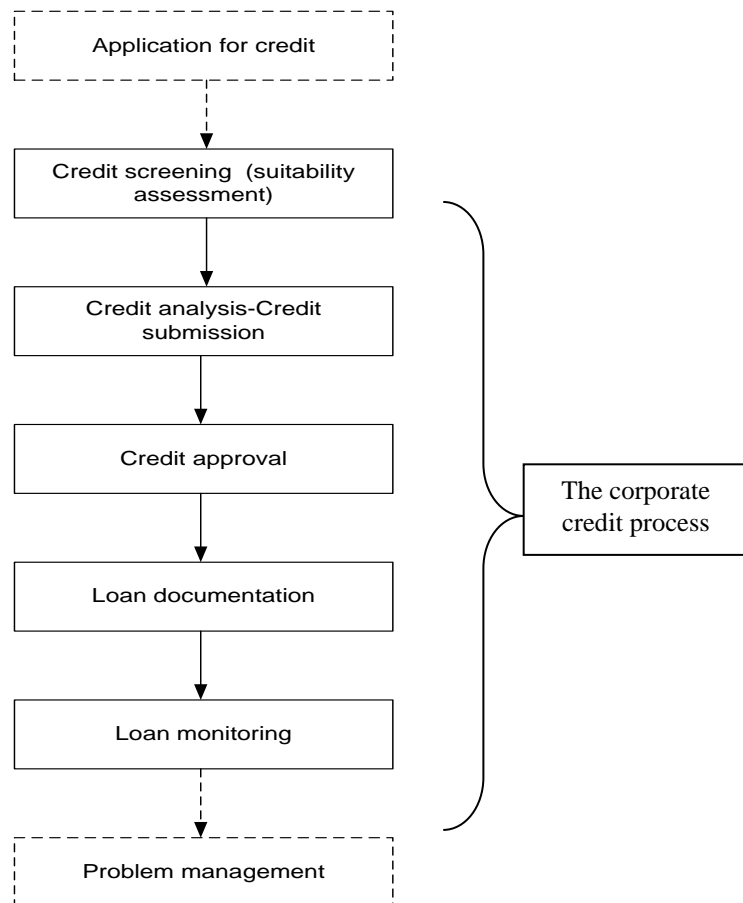 Application for credit
Credit screening (suitability
assessment)
Credit analysis-Credit
submission
Credit approval
The corporate
credit process
Loan documentation
Loan monitoring
Problem management